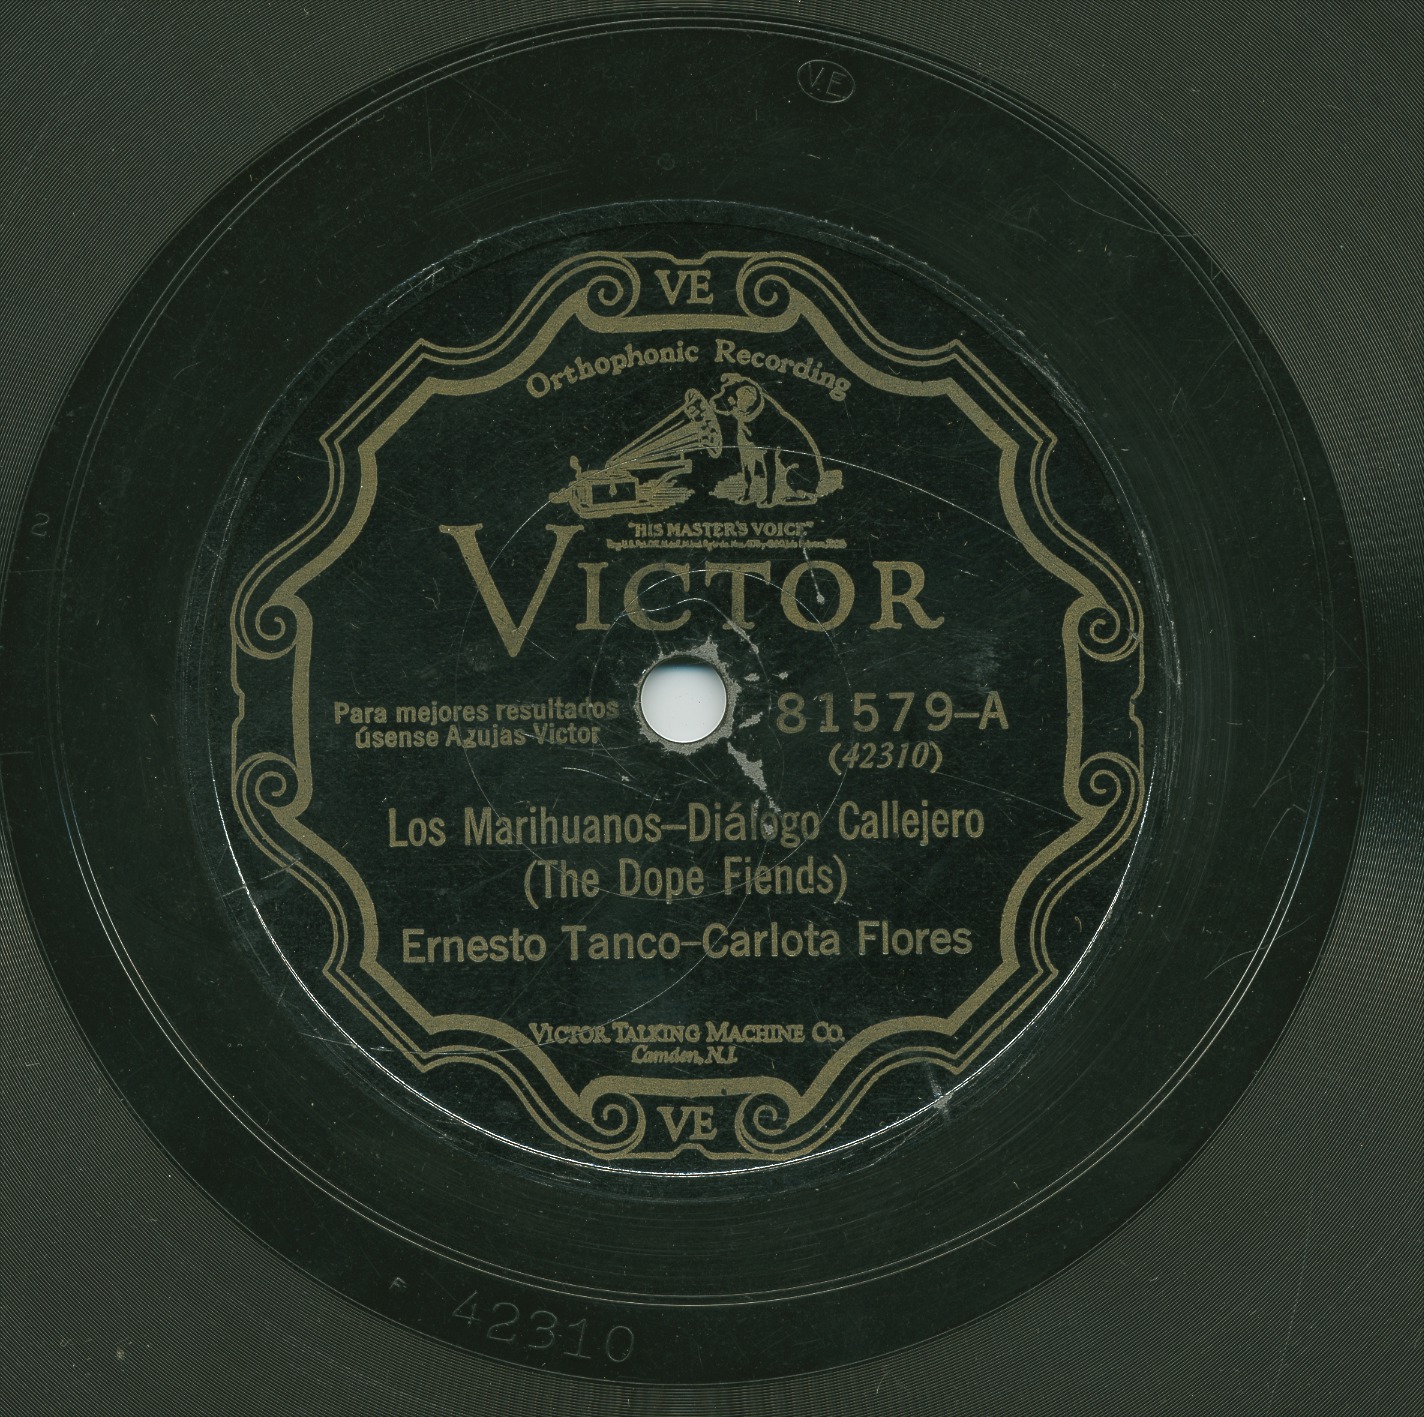 V.E
VE
Orthophonic Recording
"HIS MASTER'S VOICE"
VICTOR
Para mejores resultados
úsense Agujas Victor
81579-A
(42310)
Los Marihuanos-Diálogo Callejero
(The Dope Fiends)
Ernesto Tanco-Carlota Flores
VICTOR TALKING MACHINE CO.
Camden, N.J.
VE
2
42310